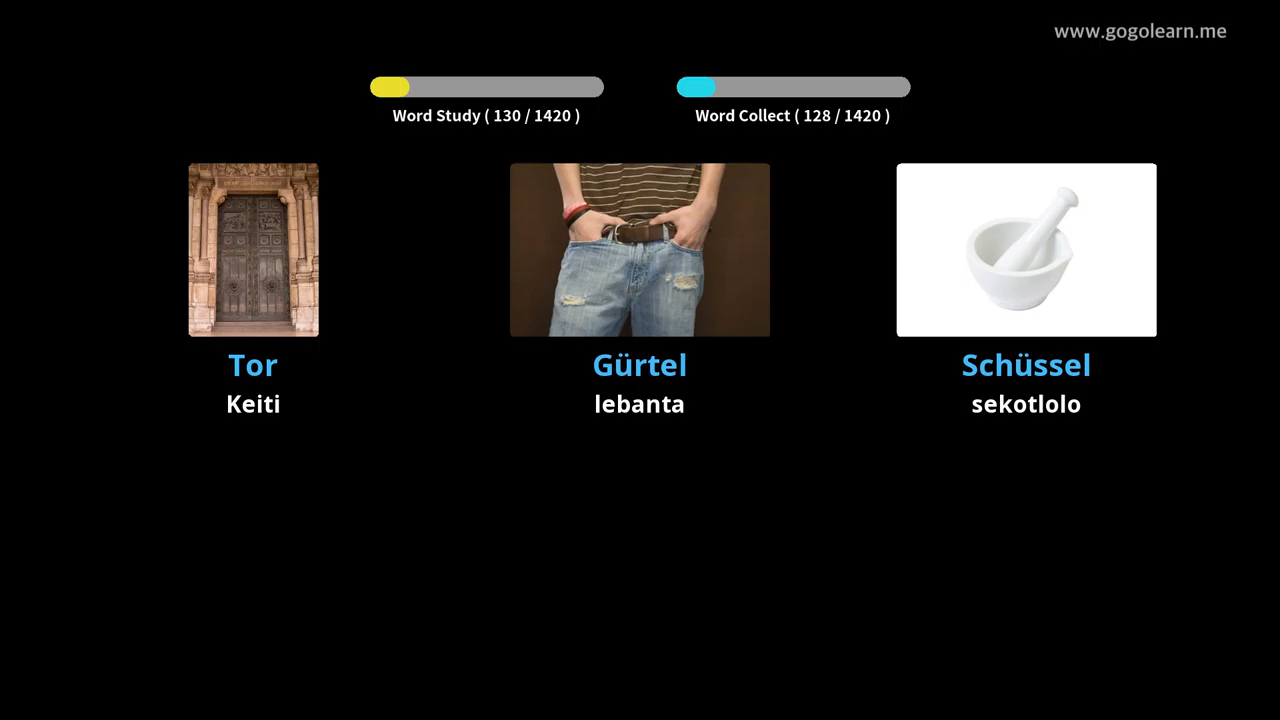 www.gogolearn.me
Word Study ( 130 / 1420 )
Word Collect ( 128 / 1420 )
Tor
Keiti
Gürtel
lebanta
Schüssel
sekotlolo